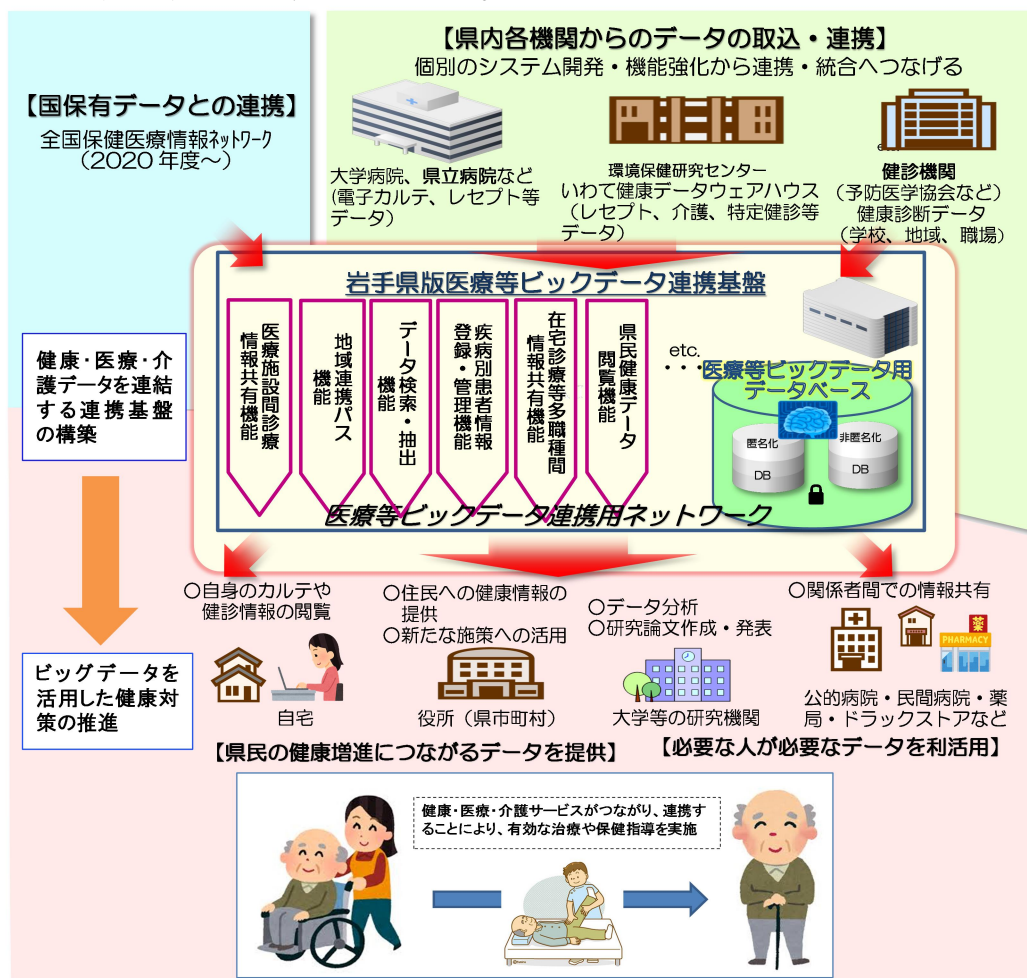 【国保有データとの連携】
全国保健医療情報ネットワーク
（2020年度～）
【県内各機関からのデータの取込・連携】
個別のシステム開発・機能強化から連携・統合へつなげる
大学病院、県立病院など
(電子カルテ、レセプト等
データ）
環境保健研究センター
いわて健康データウェアハウス
（レセプト、介護、特定健診等
データ）
健診機関
（予防医学協会など）
健康診断データ
（学校、地域、職場）
健康・医療・介
護データを連結
する連携基盤
の構築
岩手県版医療等ビックデータ連携基盤
医療施設間診療
情報共有機能
地域連携パス
機能
データ検索・抽出
機能
疾病別患者情報
登録・管理機能
在宅診療等多職種間
情報共有機能
県民健康データ
閲覧機能
etc.
・・・
医療等ビックデータ用
データベース
匿名化
DB
非匿名化
DB
医療等ビックデータ連携用ネットワーク
ビッグデータを
活用した健康対
策の推進
〇自身のカルテや
健診情報の閲覧
自宅
〇住民への健康情報の
提供
〇新たな施策への活用
役所（県市町村）
〇データ分析
〇研究論文作成・発表
大学等の研究機関
〇関係者間での情報共有
薬
PHARMACY
公的病院・民間病院・薬
局・ドラックストアなど
【県民の健康増進につながるデータを提供】
【必要な人が必要なデータを利活用】
健康・医療・介護サービスがつながり、連携す
ることにより、有効な治療や保健指導を実施